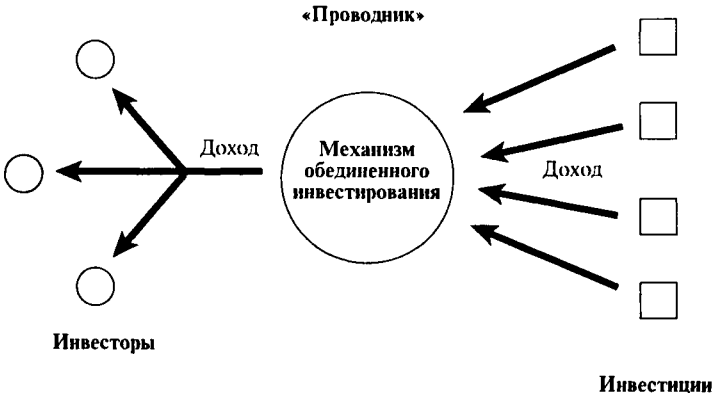 «Проводник»
Доход
Механизм
обединенного
инвестирования
Доход
Инвесторы
Инвестиции